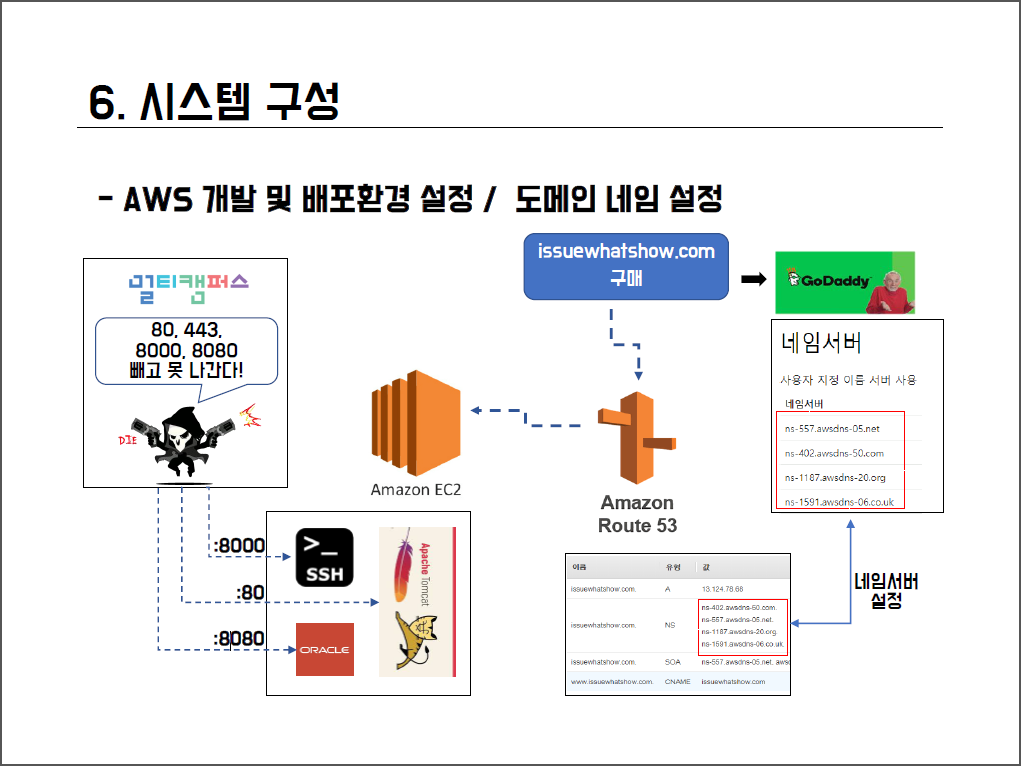 6. 시스템 구성
- AWS 개발 및 배포환경 설정 / 도메인 네임 설정
멀티캠퍼스
80, 443,
8000, 8080
빼고 못 나간다!
DIE
issuewhatshow.com
구매
GoDaddy
네임서버
사용자 지정 이름 서버 사용
네임서버
ns-557.awsdns-05.net
ns-402.awsdns-50.com
ns-1187.awsdns-20.org
ns-1591.awsdns-06.co.uk
Amazon EC2
Amazon
Route 53
:8000
:80
:8080
>_
SSH
Apache Tomcat
ORACLE
이름 유형 값
issuewhatshow.com. A 13.124.78.68
issuewhatshow.com. NS ns-402.awsdns-50.com.
ns-557.awsdns-05.net.
ns-1187.awsdns-20.org.
ns-1591.awsdns-06.co.uk.
issuewhatshow.com. SOA ns-557.awsdns-05.net. awsd
www.issuewhatshow.com. CNAME issuewhatshow.com
네임서버
설정